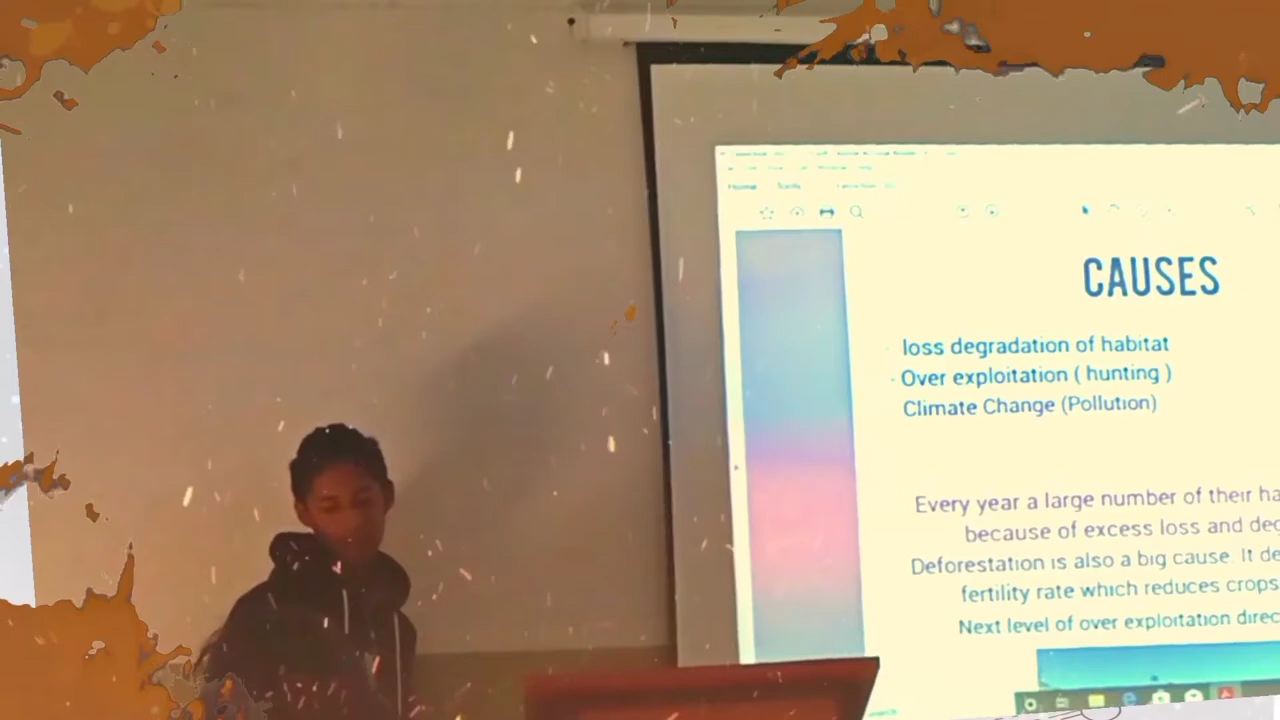 Home Tools
CAUSES
loss degradation of habitat
· Over exploitation ( hunting )
Climate Change (Pollution)
Every year a large number of their ha
because of excess loss and deg
Deforestation is also a big cause. It de
fertility rate which reduces crops
Next level of over exploitation direc